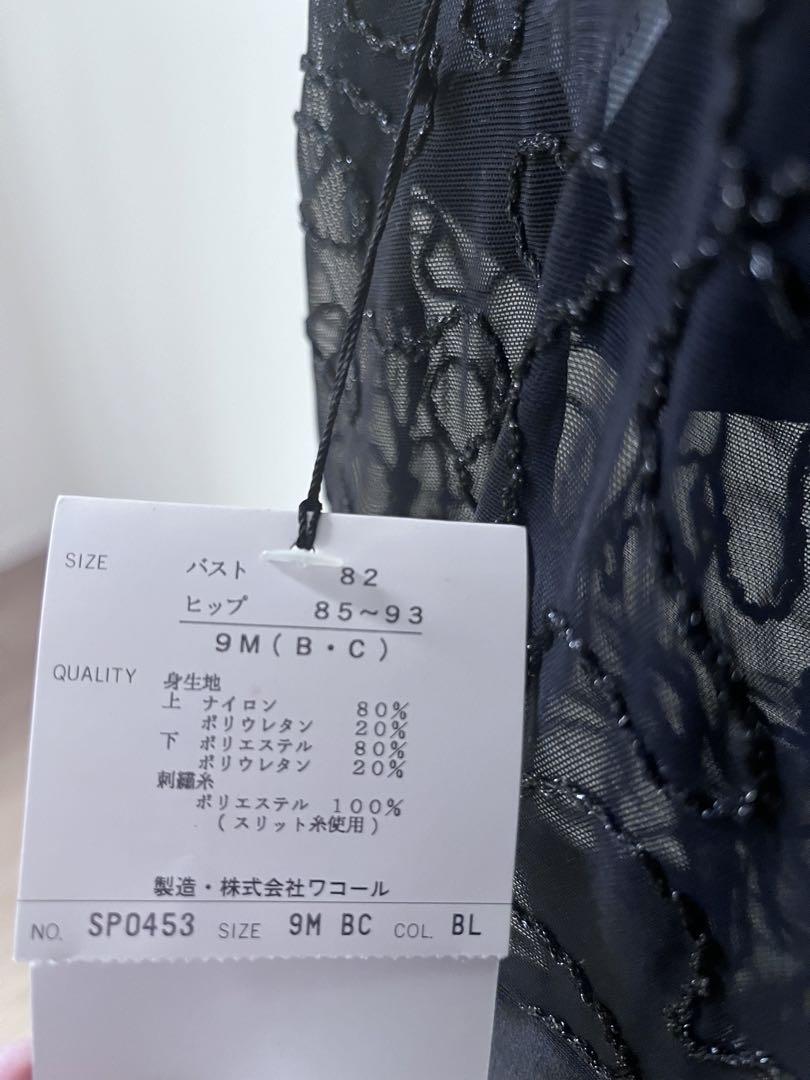 SIZE バスト 82
ヒップ 85~93
9M(B・C)
QUALITY 身生地
上 ナイロン 80%
ポリウレタン 20%
下 ポリエステル 80%
ポリウレタン 20%
刺繍糸
ポリエステル 100%
(スリット糸使用)
製造・株式会社ワコール
NO. SP0453 SIZE 9M BC COL. BL